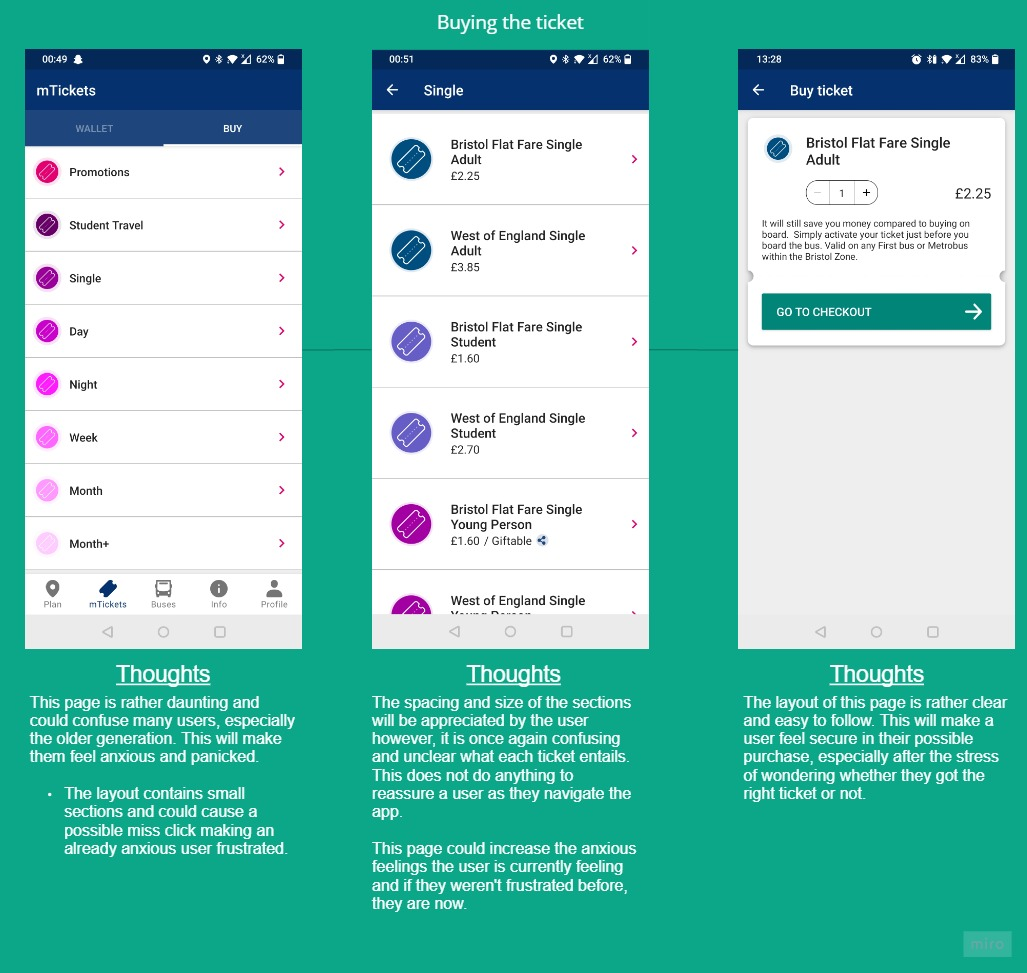 Buying the ticket
00:49
62%
mTickets
WALLET
BUY
Promotions
Student Travel
Single
Day
Night
Week
Month
Month+
Plan
mTickets
Buses
Info
Profile
Thoughts
This page is rather daunting and
could confuse many users, especially
the older generation. This will make
them feel anxious and panicked.
• The layout contains small
sections and could cause a
possible miss click making an
already anxious user frustrated.
00:51
62%
Single
Bristol Flat Fare Single
Adult
£2.25
West of England Single
Adult
£3.85
Bristol Flat Fare Single
Student
£1.60
West of England Single
Student
£2.70
Bristol Flat Fare Single
Young Person
£1.60 / Giftable
West of England Single
Young Person
Thoughts
The spacing and size of the sections
will be appreciated by the user
however, it is once again confusing
and unclear what each ticket entails.
This does not do anything to
reassure a user as they navigate the
app.
This page could increase the anxious
feelings the user is currently feeling
and if they weren't frustrated before,
they are now.
13:28
83%
Buy ticket
Bristol Flat Fare Single
Adult
− 1 +
£2.25
It will still save you money compared to buying on
board. Simply activate your ticket just before you
board the bus. Valid on any First bus or Metrobus
within the Bristol Zone.
GO TO CHECKOUT
Thoughts
The layout of this page is rather clear
and easy to follow. This will make a
user feel secure in their possible
purchase, especially after the stress
of wondering whether they got the
right ticket or not.
miro